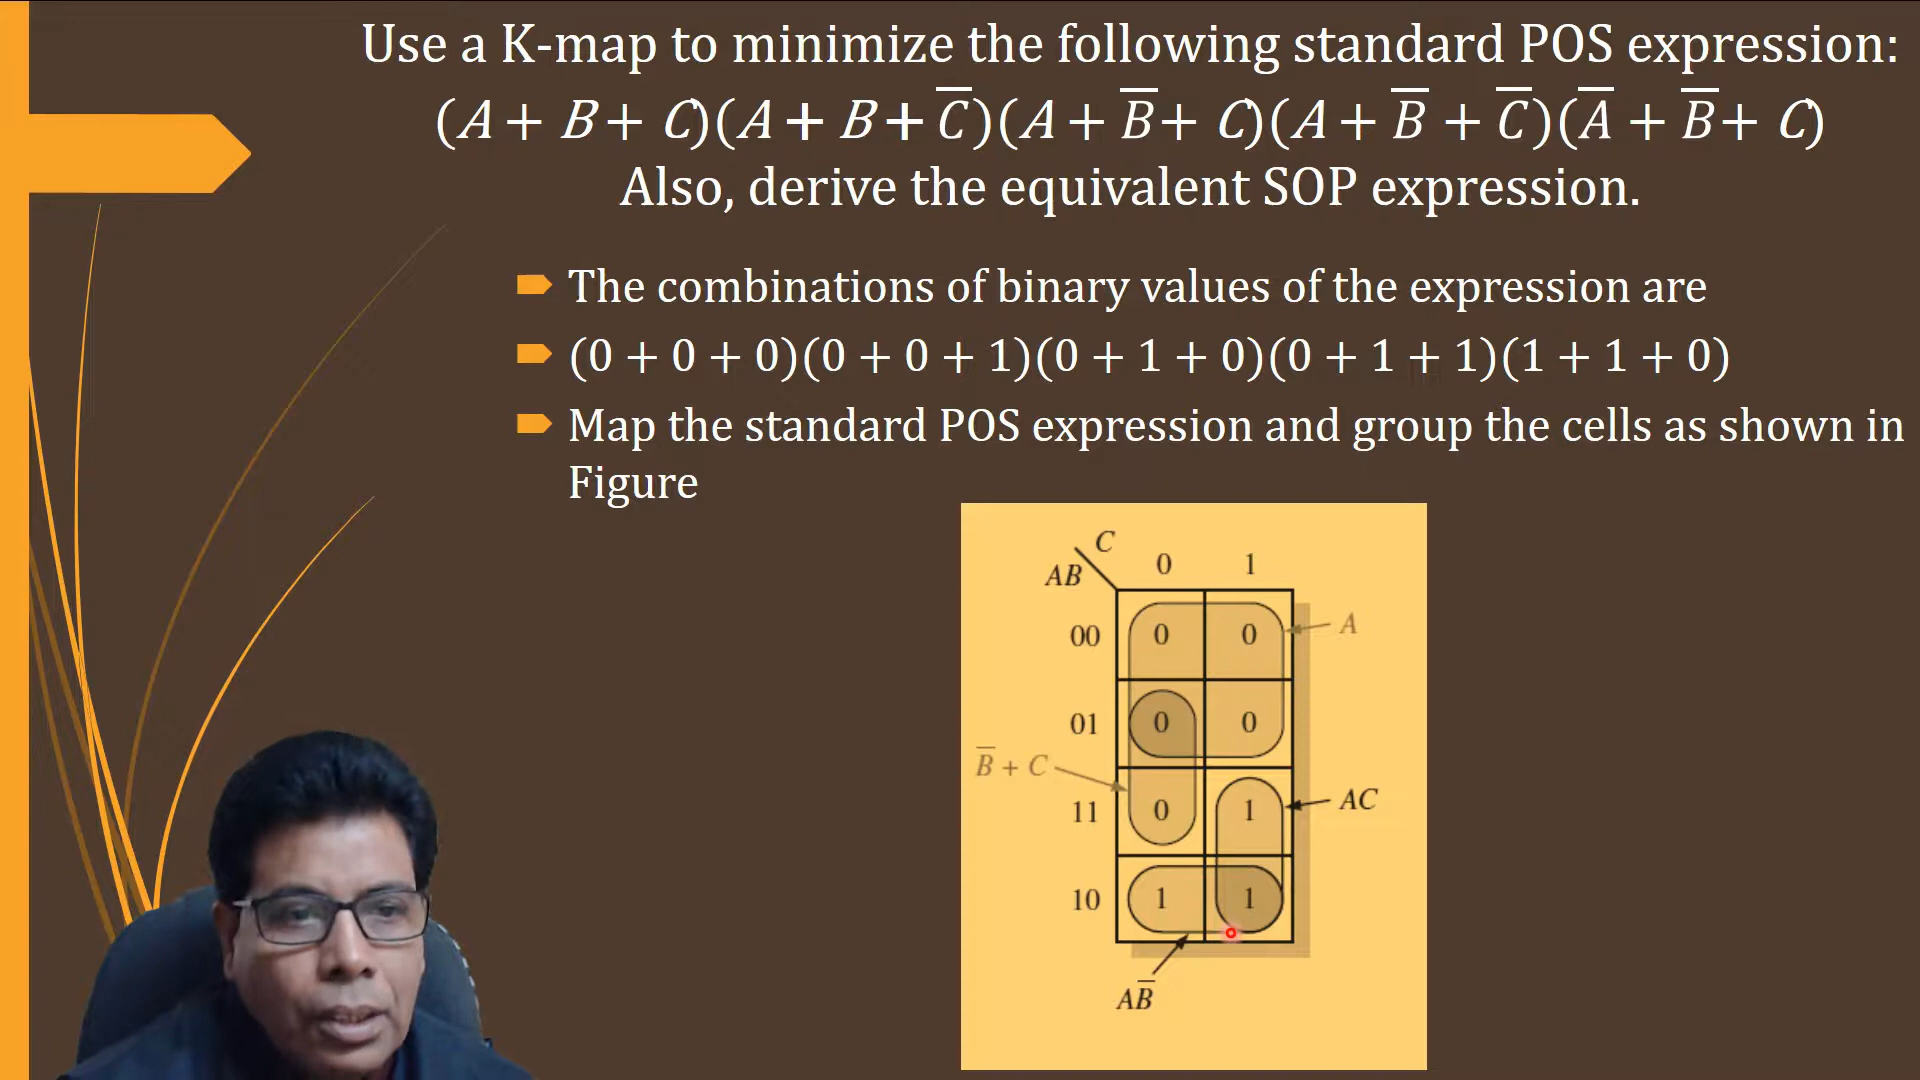 Use a K-map to minimize the following standard POS expression:
(A + B + C)(A + B + C̅)(A + B̅ + C)(A + B̅ + C̅)(A̅ + B̅ + C)
Also, derive the equivalent SOP expression.
The combinations of binary values of the expression are
(0 + 0 + 0)(0 + 0 + 1)(0 + 1 + 0)(0 + 1 + 1)(1 + 1 + 0)
Map the standard POS expression and group the cells as shown in
Figure
C
AB 0 1
00 0 0 A
01 0 0
B̅ + C
11 0 1 AC
10 1 1
AB̅